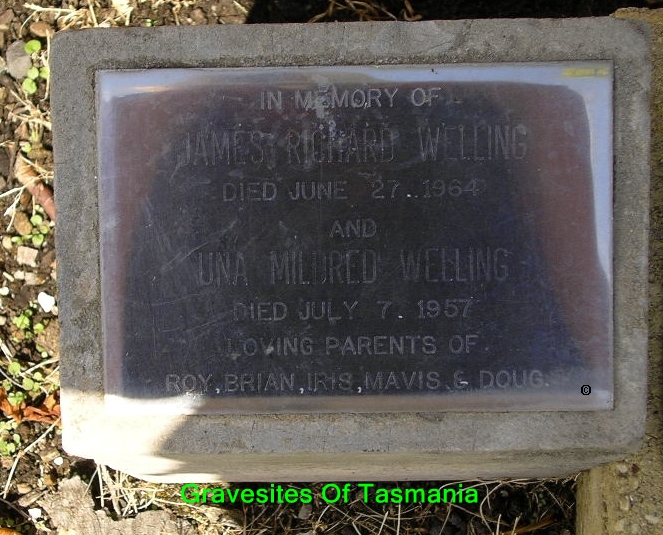 IN MEMORY OF
JAMES RICHARD WELLING
DIED JUNE 27. 1964
AND
UNA MILDRED WELLING
DIED JULY 7. 1957
LOVING PARENTS OF
ROY, BRIAN, IRIS, MAVIS & DOUG.
©
Gravesites Of Tasmania